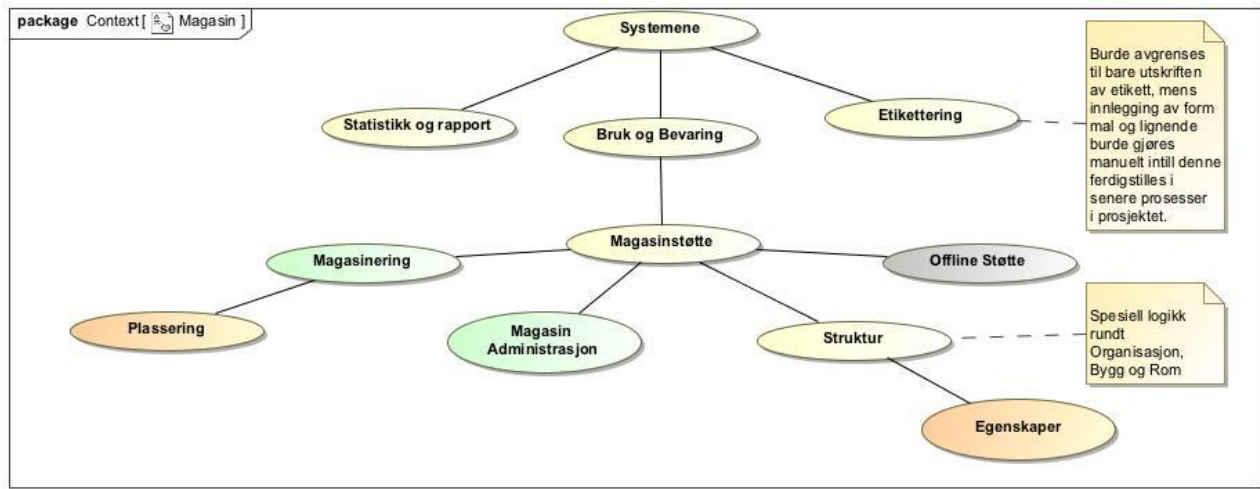 package Context [ Magasin ]
Systemene
Statistikk og rapport
Bruk og Bevaring
Etikettering
Burde avgrenses
til bare utskriften
av etikett, mens
innlegging av form
mal og lignende
burde gjøres
manuelt intill denne
ferdigstilles i
senere prosesser
i prosjektet.
Magasinstøtte
Magasinering
Offline Støtte
Plassering
Magasin
Administrasjon
Struktur
Spesiell logikk
rundt
Organisasjon,
Bygg og Rom
Egenskaper